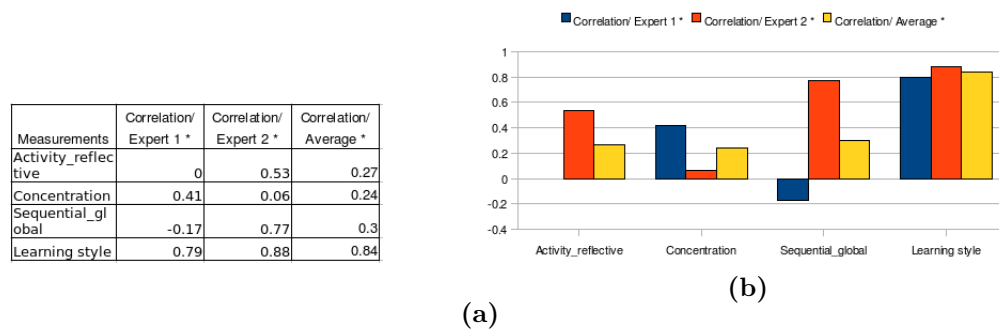 Correlation/ Correlation/ Correlation/
Measurements Expert 1 * Expert 2 * Average *
Activity_reflec
tive 0 0.53 0.27
Concentration 0.41 0.06 0.24
Sequential_gl
obal -0.17 0.77 0.3
Learning style 0.79 0.88 0.84
(a)
Correlation/ Expert 1 * Correlation/ Expert 2 * Correlation/ Average *
1
0.8
0.6
0.4
0.2
0
-0.2
-0.4
Activity_reflective Concentration Sequential_global Learning style
(b)